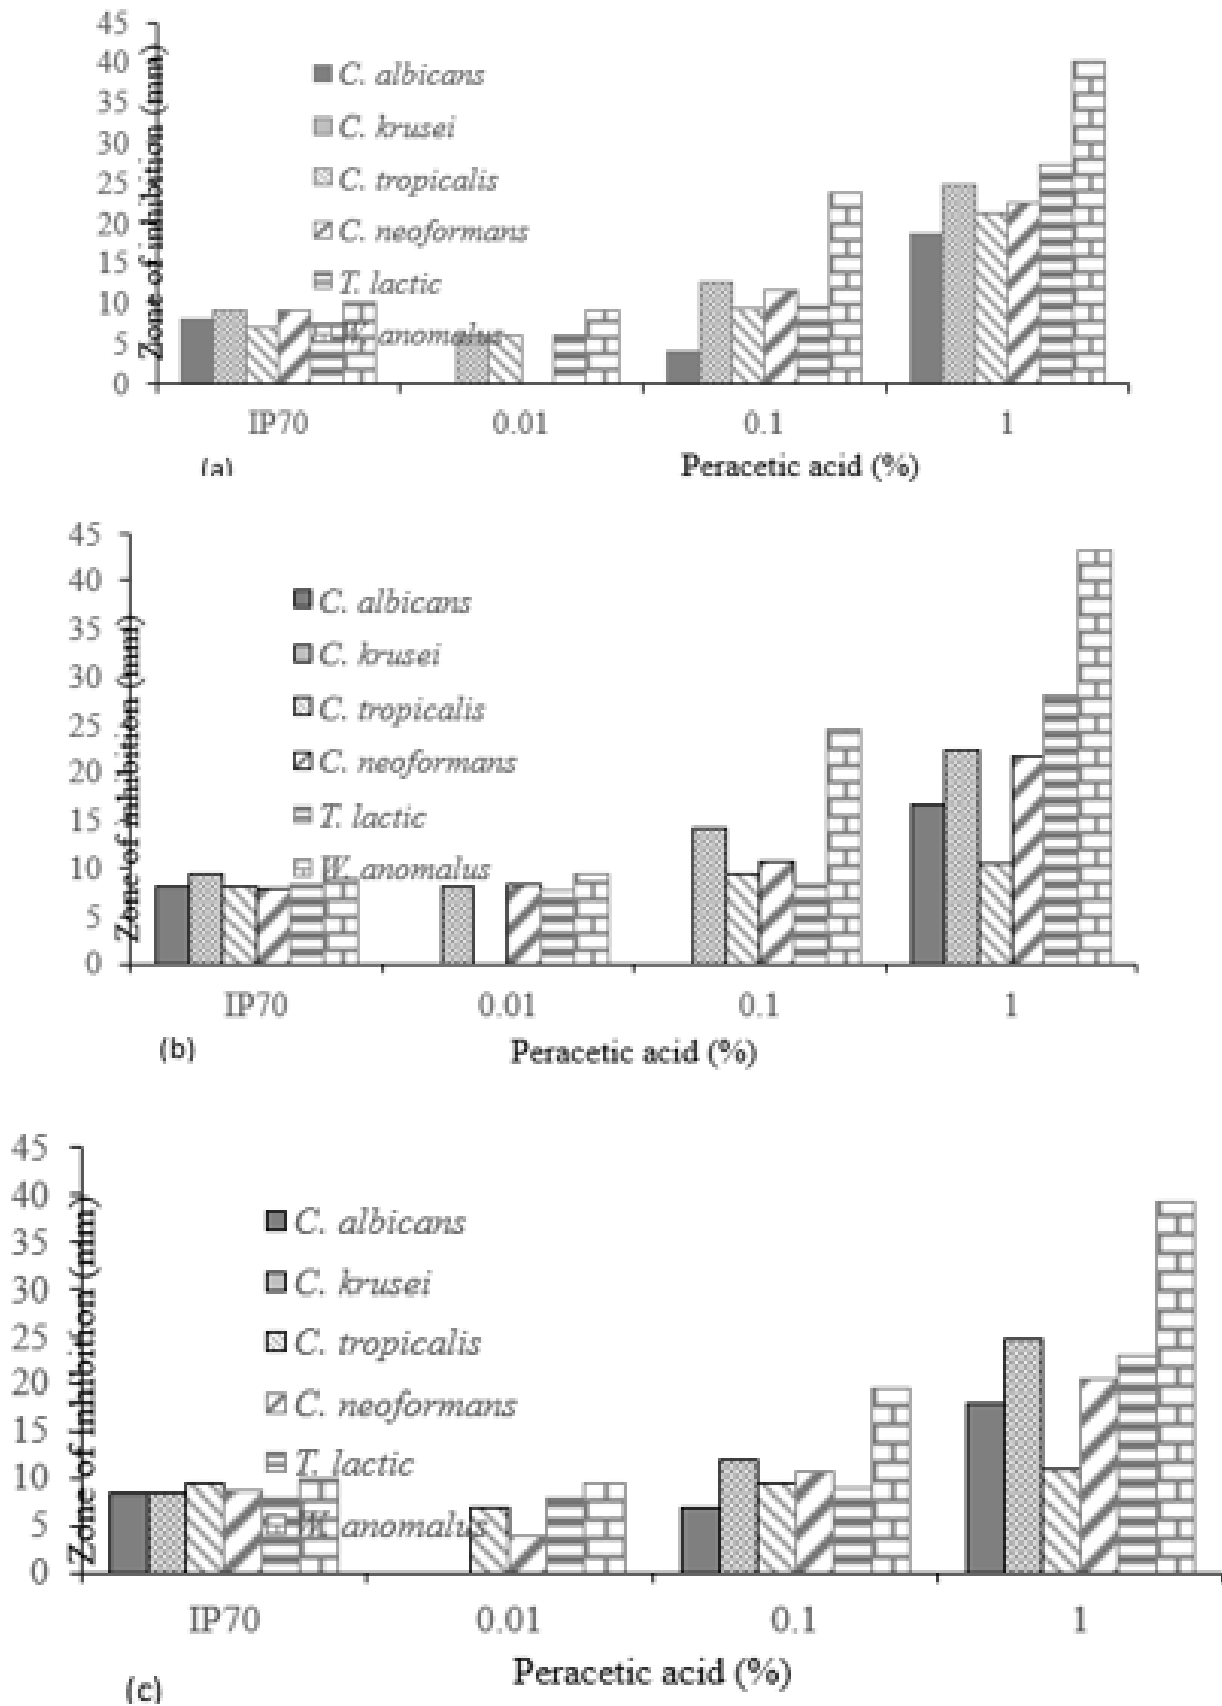 45
40
35
30
25
20
15
10
5
0
Zone of inhibition (mm)
C. albicans
C. krusei
C. tropicalis
C. neoformans
T. lactic
W. anomalus
IP70 0.01 0.1 1
(a) Peracetic acid (%)
45
40
35
30
25
20
15
10
5
0
Zone of inhibition (mm)
C. albicans
C. krusei
C. tropicalis
C. neoformans
T. lactic
W. anomalus
IP70 0.01 0.1 1
(b) Peracetic acid (%)
45
40
35
30
25
20
15
10
5
0
Zone of inhibition (mm)
C. albicans
C. krusei
C. tropicalis
C. neoformans
T. lactic
W. anomalus
IP70 0.01 0.1 1
(c) Peracetic acid (%)